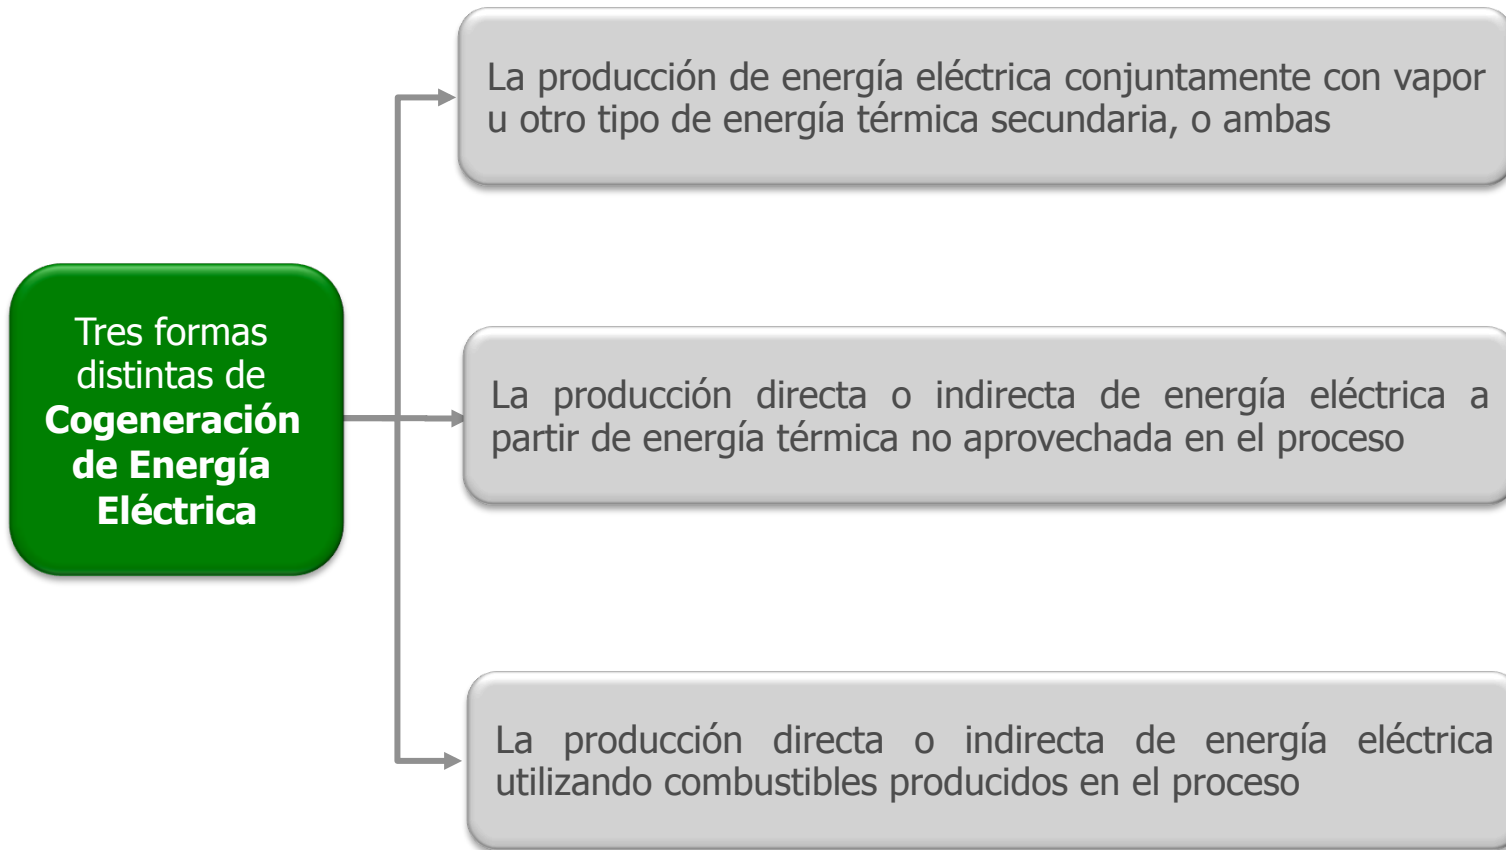 La producción de energía eléctrica conjuntamente con vapor
u otro tipo de energía térmica secundaria, o ambas
Tres formas
distintas de
Cogeneración
de Energía
Eléctrica
La producción directa o indirecta de energía eléctrica a
partir de energía térmica no aprovechada en el proceso
La producción directa o indirecta de energía eléctrica
utilizando combustibles producidos en el proceso